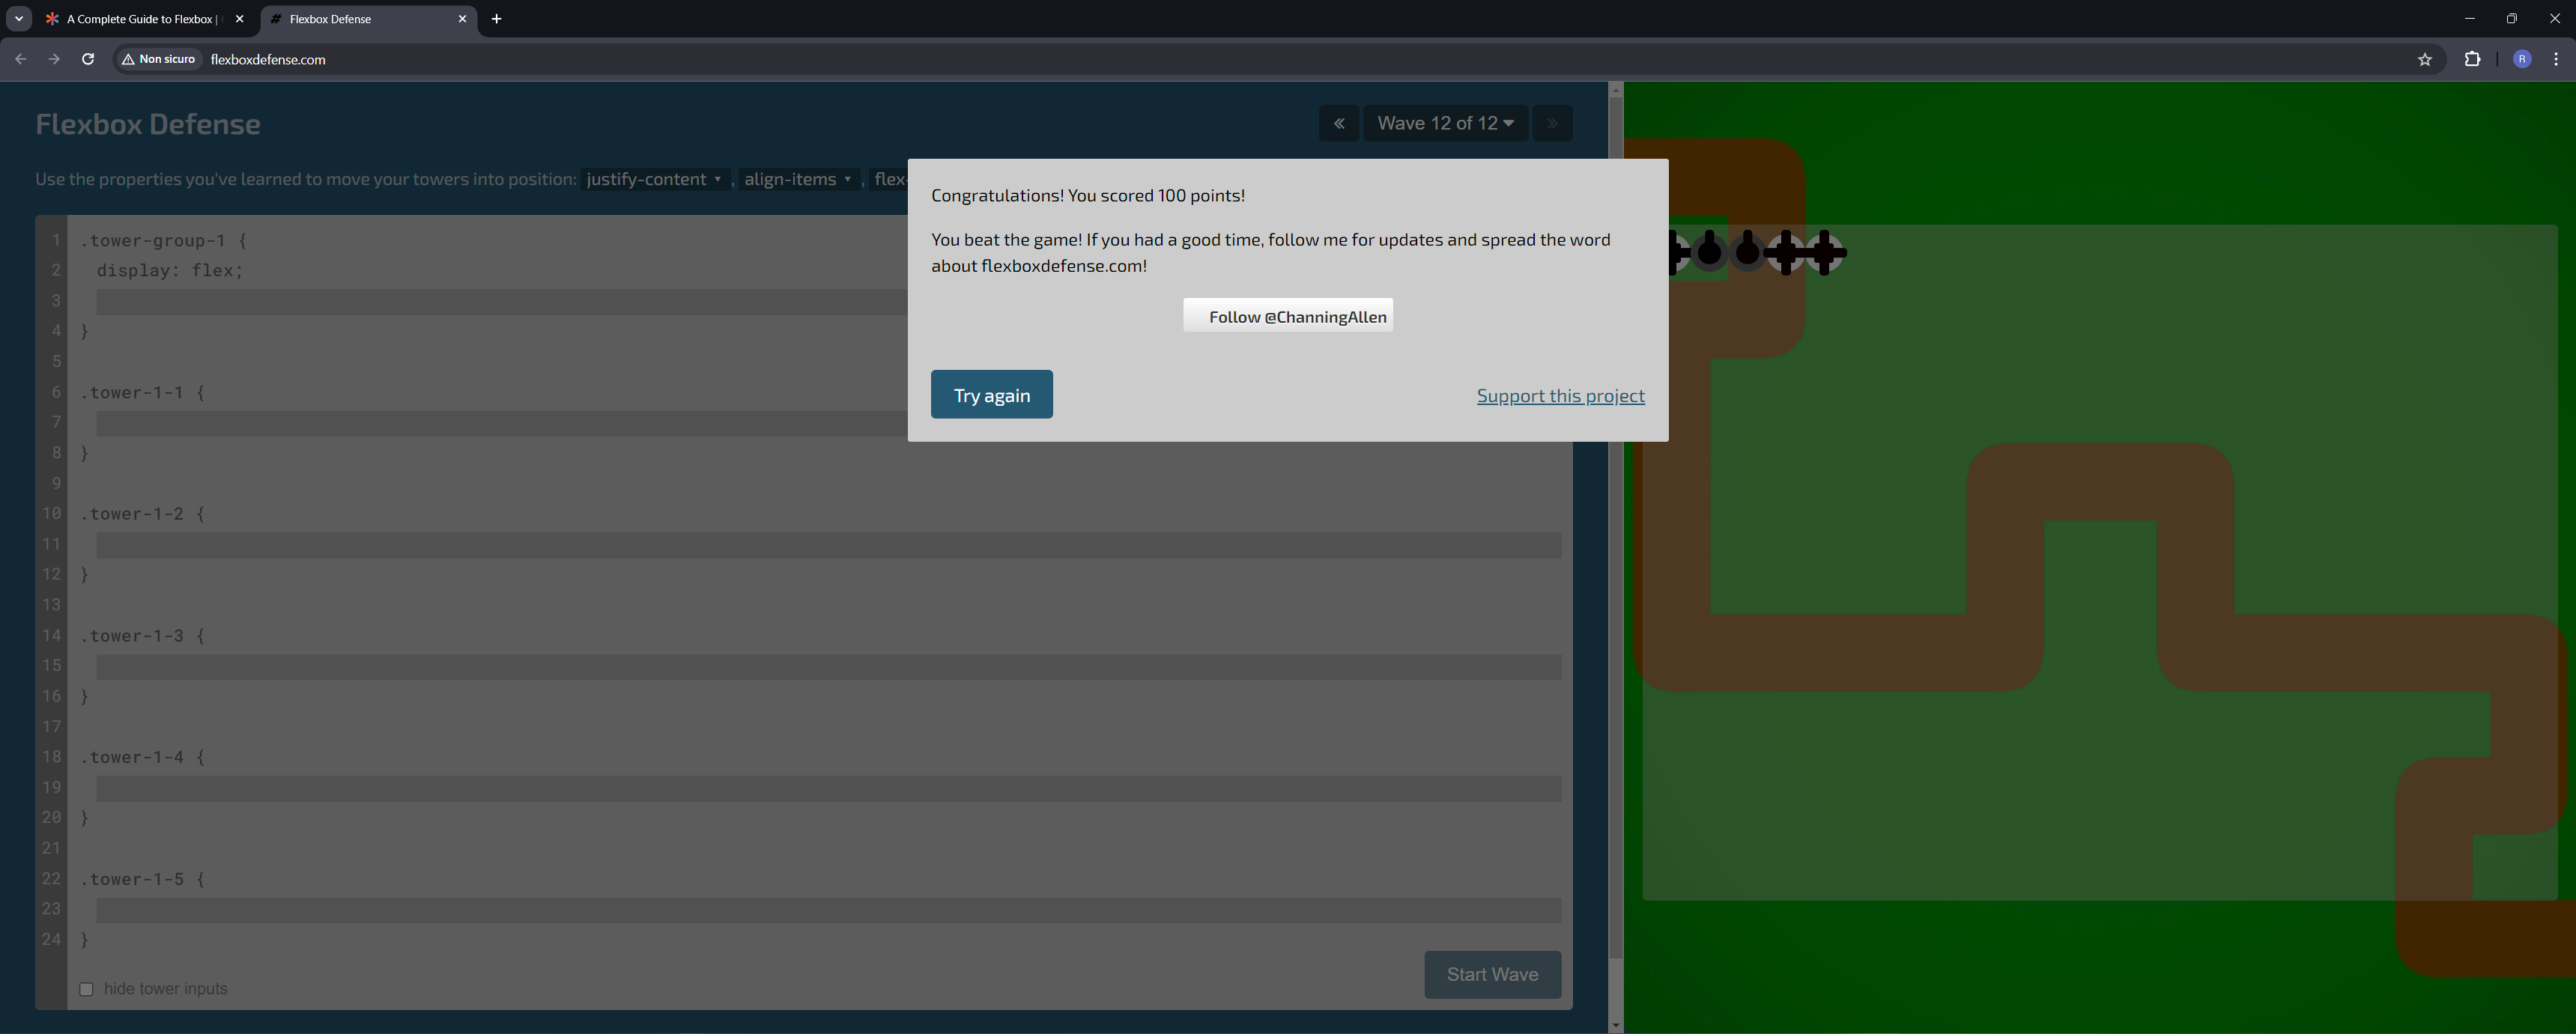 A Complete Guide to Flexbox |
Flexbox Defense
Non sicuro
flexboxdefense.com
R
Flexbox Defense
«
Wave 12 of 12
»
Use the properties you've learned to move your towers into position: justify-content ▾, align-items ▾, flex-
Congratulations! You scored 100 points!
You beat the game! If you had a good time, follow me for updates and spread the word
about flexboxdefense.com!
Follow @ChanningAllen
Try again
Support this project
1 .tower-group-1 {
2 display: flex;
3
4 }
5
6 .tower-1-1 {
7
8 }
9
10 .tower-1-2 {
11
12 }
13
14 .tower-1-3 {
15
16 }
17
18 .tower-1-4 {
19
20 }
21
22 .tower-1-5 {
23
24 }
hide tower inputs
Start Wave